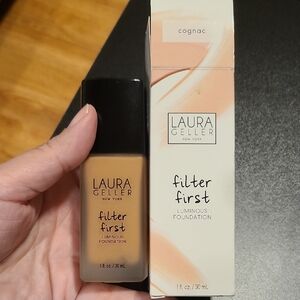 LAURA
GELLER
NEW YORK
filter
first
LUMINOUS
FOUNDATION
1 fl. oz / 30 mL
cognac
LAURA
GELLER
NEW YORK
filter
first
LUMINOUS
FOUNDATION
1 fl. oz / 30 mL